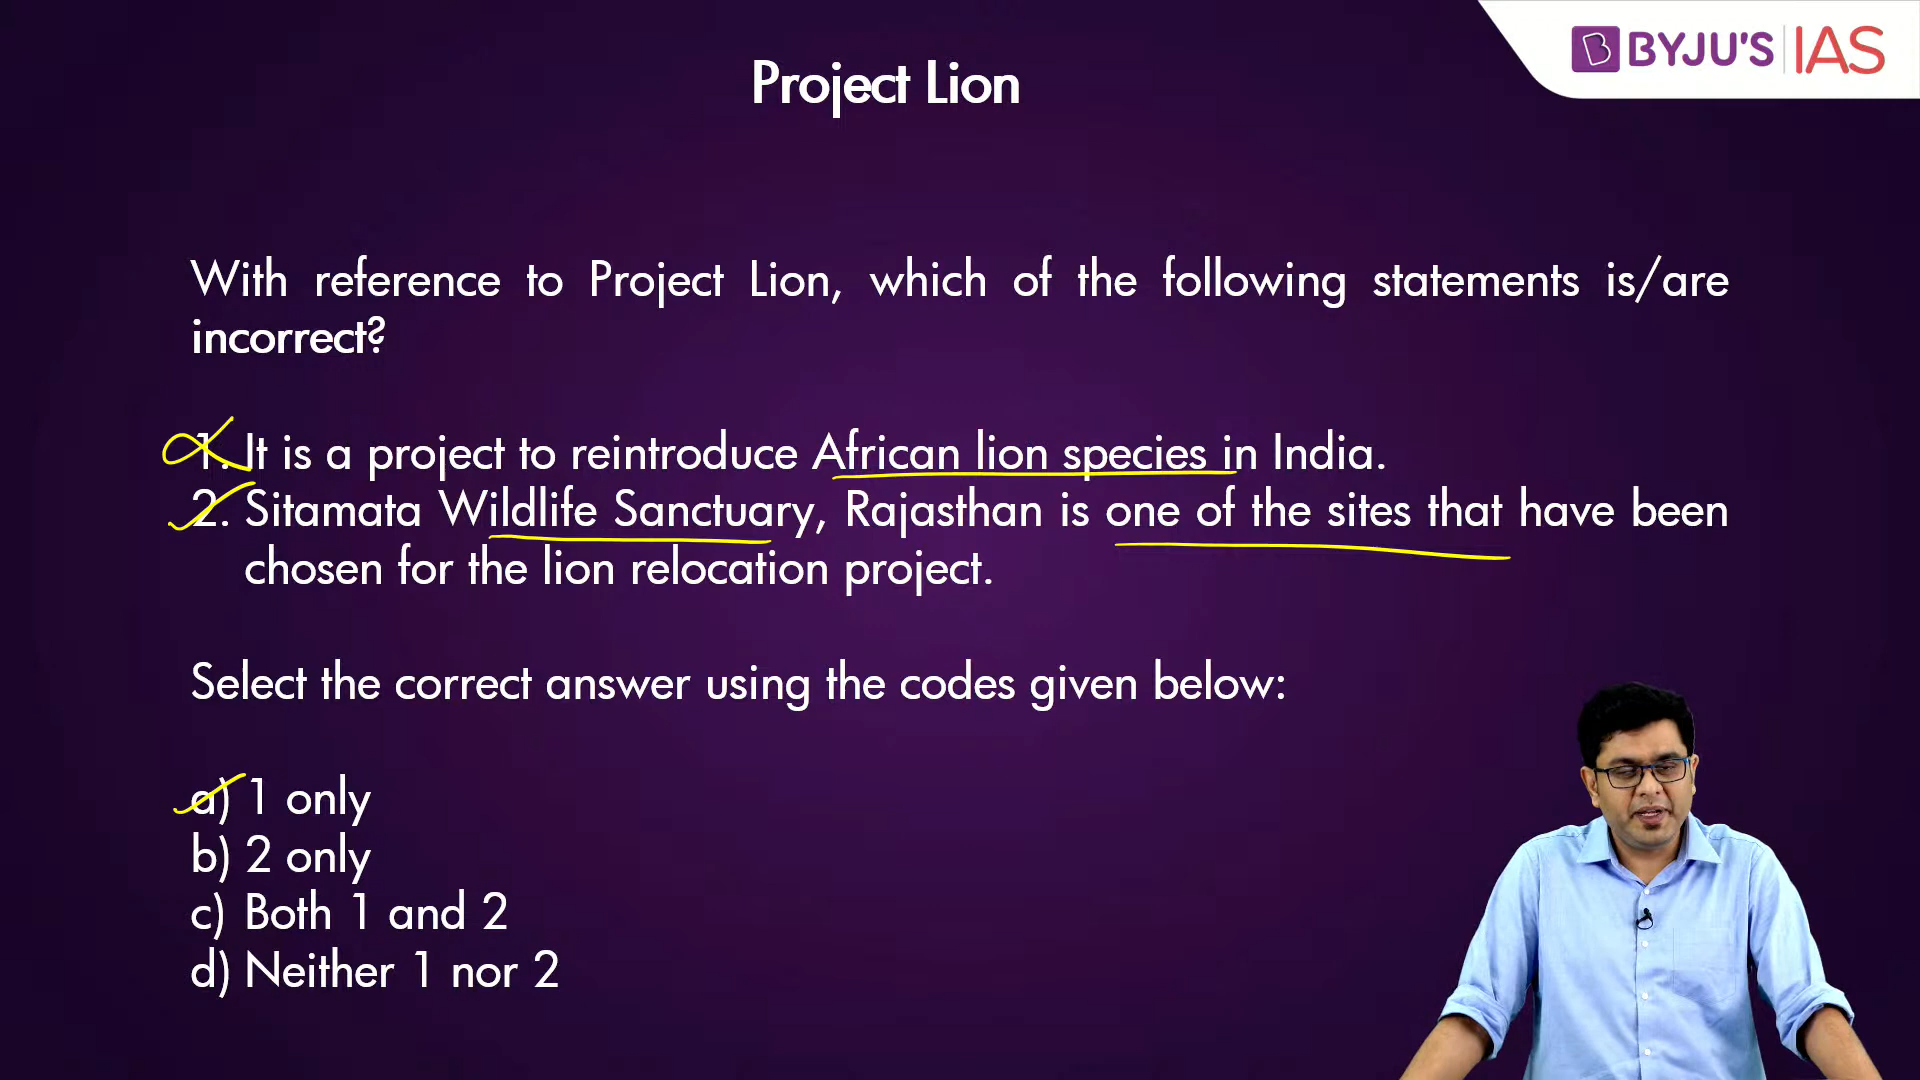 BYJU'S IAS
Project Lion
With reference to Project Lion, which of the following statements is/are
incorrect?
1. It is a project to reintroduce African lion species in India.
2. Sitamata Wildlife Sanctuary, Rajasthan is one of the sites that have been
chosen for the lion relocation project.
Select the correct answer using the codes given below:
a) 1 only
b) 2 only
c) Both 1 and 2
d) Neither 1 nor 2